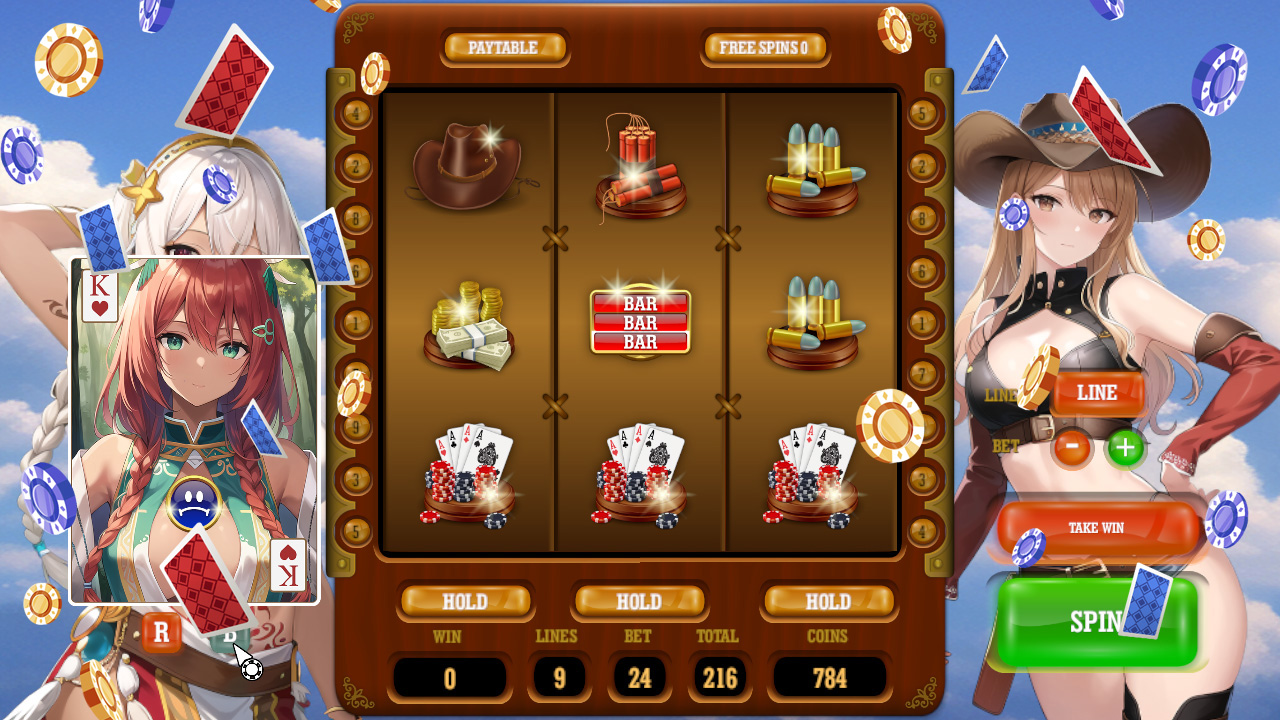 PAYTABLE
FREE SPINS 0
4
2
8
6
1
9
3
5
5
2
8
6
1
7
3
4
K
K
BAR
BAR
BAR
A A A A
A A A A
A A A A
LINE
LINE
BET
-
+
TAKE WIN
SPIN
HOLD
HOLD
HOLD
R
B
WIN
LINES
BET
TOTAL
COINS
0
9
24
216
784